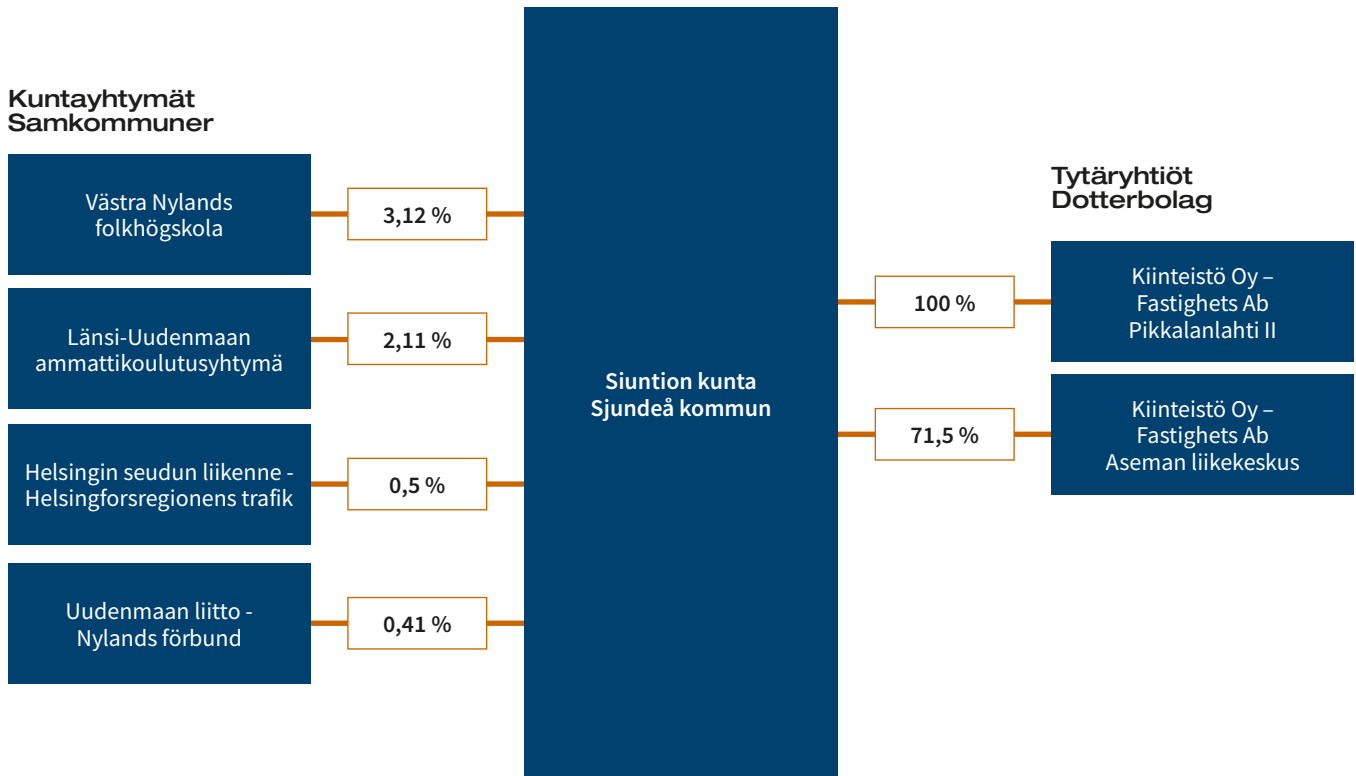 Kuntayhtymät
Samkommuner
Västra Nylands
folkhögskola
3,12 %
Länsi-Uudenmaan
ammattikoulutusyhtymä
2,11 %
Helsingin seudun liikenne -
Helsingforsregionens trafik
0,5 %
Uudenmaan liitto -
Nylands förbund
0,41 %
Siuntion kunta
Sjundeå kommun
Tytäryhtiöt
Dotterbolag
100 %
Kiinteistö Oy –
Fastighets Ab
Pikkalanlahti II
71,5 %
Kiinteistö Oy –
Fastighets Ab
Aseman liikekeskus